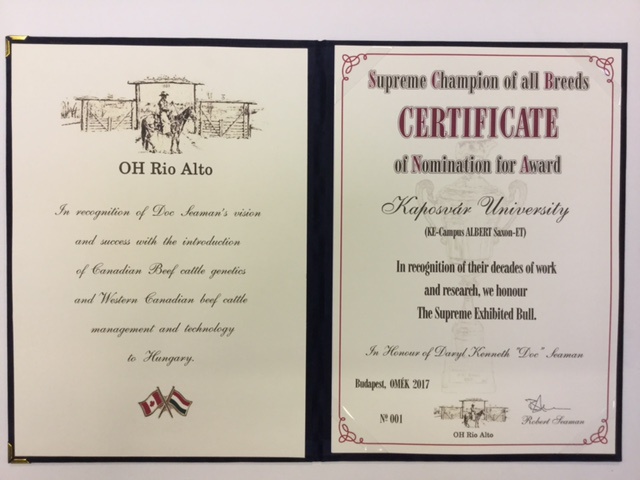 OH Rio Alto
In recognition of Doc Seaman's vision
and success with the introduction
of Canadian Beef cattle genetics
and Western Canadian beef cattle
management and technology
to Hungary.
Supreme Champion of all Breeds
CERTIFICATE
of Nomination for Award
Kaposvár University
(KE-Campus ALBERT Saxon-ET)
In recognition of their decades of work
and research, we honour
The Supreme Exhibited Bull.
In Honour of Daryl Kenneth "Doc" Seaman
Budapest, OMÉK 2017
Nº 001
OH Rio Alto
Robert Seaman